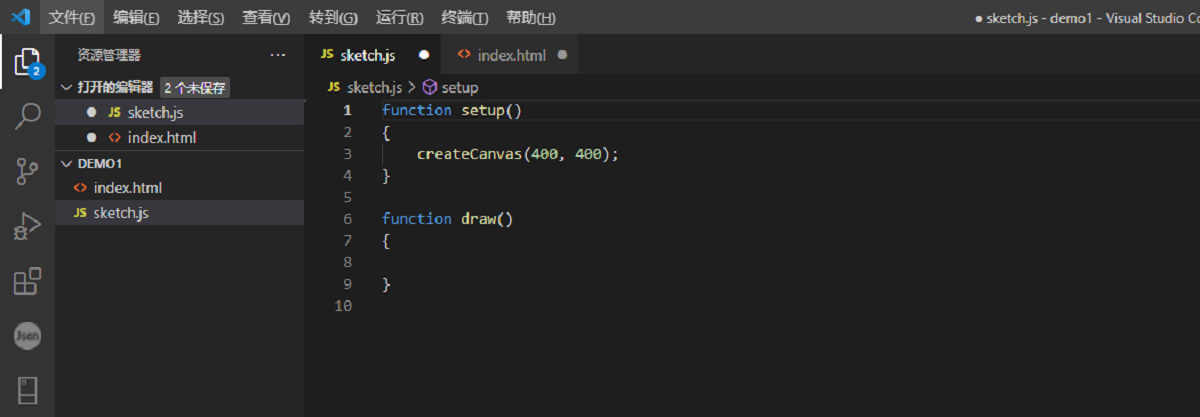 文件(F) 编辑(E) 选择(S) 查看(V) 转到(G) 运行(R) 终端(T) 帮助(H) ● sketch.js - demo1 - Visual Studio
资源管理器 ···
打开的编辑器 2 个未保存
JS sketch.js
<> index.html
DEMO1
<> index.html
JS sketch.js
2
Json
JS sketch.js ● <> index.html ●
JS sketch.js > setup
1 function setup()
2 {
3 createCanvas(400, 400);
4 }
5
6 function draw()
7 {
8
9 }
10